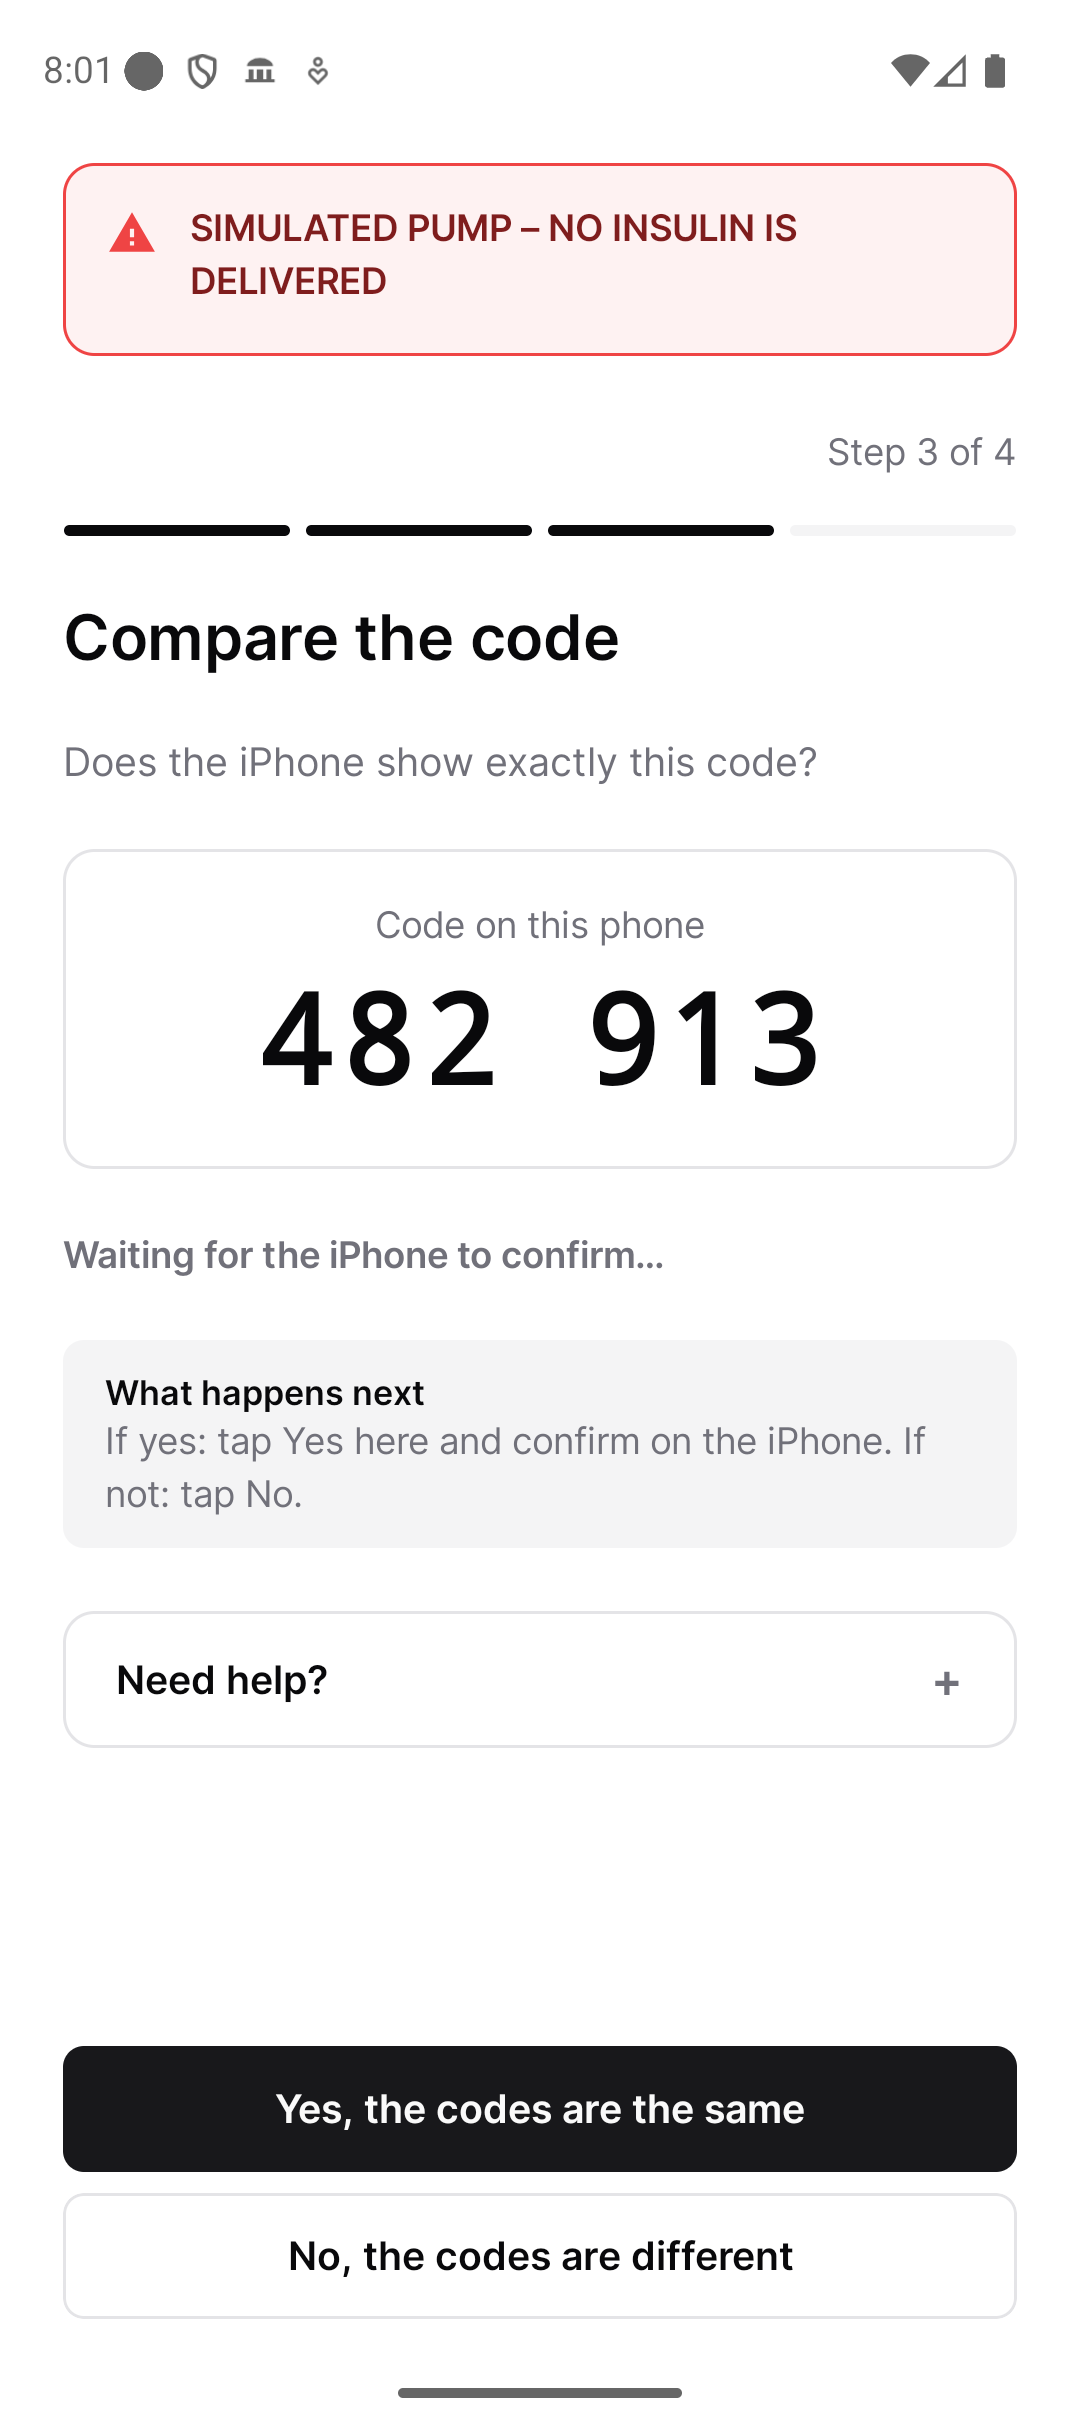 8:01
SIMULATED PUMP – NO INSULIN IS
DELIVERED
Step 3 of 4
Compare the code
Does the iPhone show exactly this code?
Code on this phone
482 913
Waiting for the iPhone to confirm...
What happens next
If yes: tap Yes here and confirm on the iPhone. If
not: tap No.
Need help?
+
Yes, the codes are the same
No, the codes are different